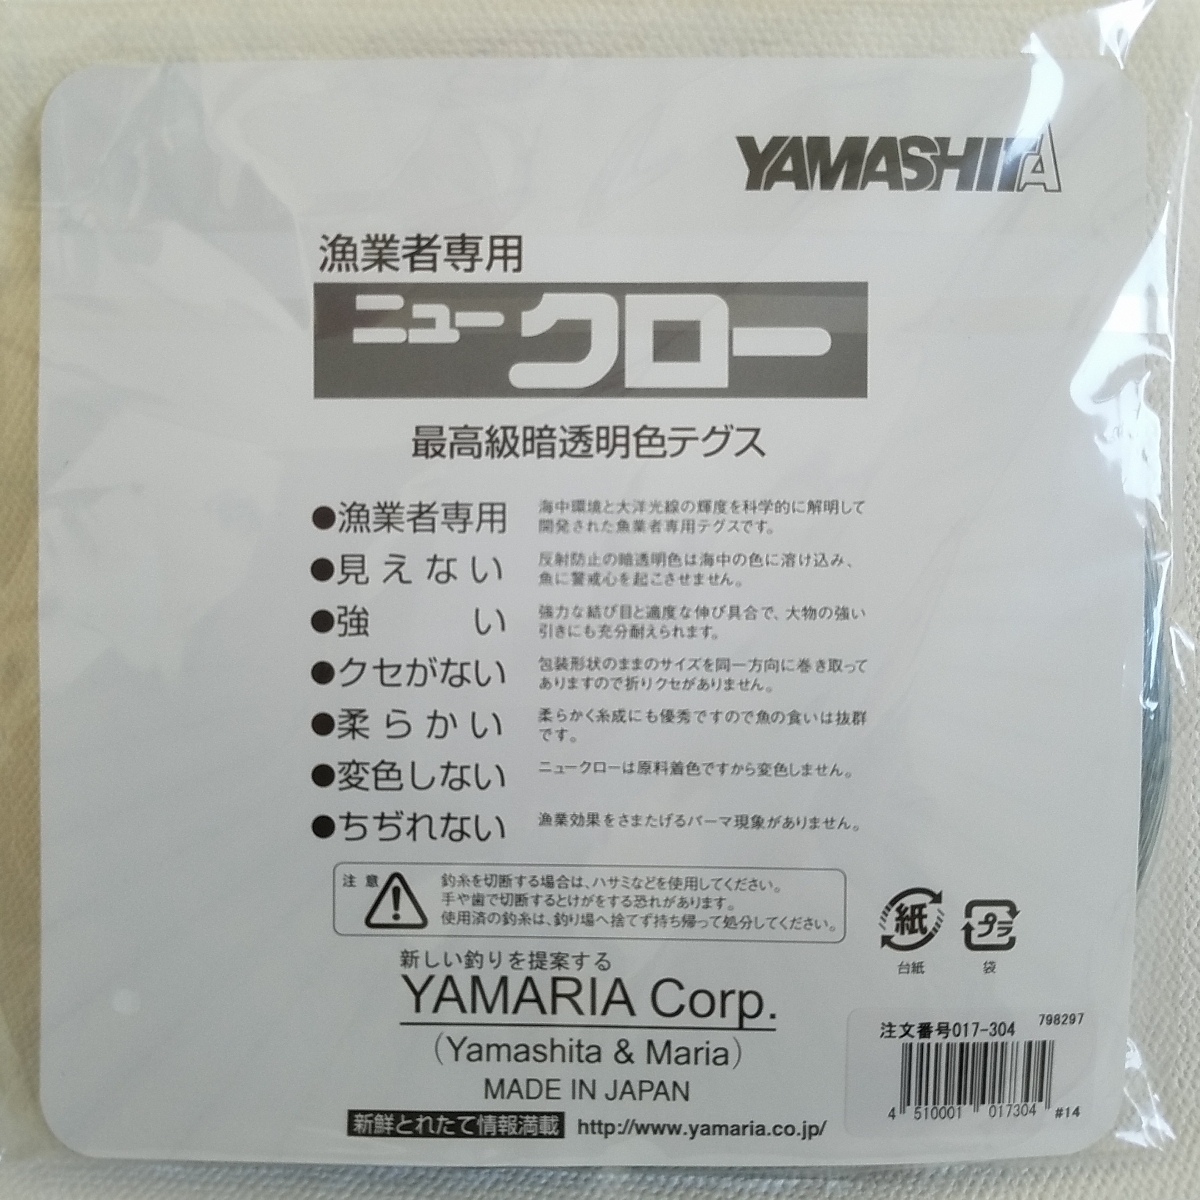 YAMASHITA
漁業者専用
ニュークロー
最高級暗透明色テグス
●漁業者専用 海中環境と大洋光線の輝度を科学的に解明して
開発された魚業者専用テグスです。
●見えない 反射防止の暗透明色は海中の色に溶け込み、
魚に警戒心を起こさせません。
●強い 強力な結び目と適度な伸び具合で、大物の強い
引きにも充分耐えられます。
●クセがない 包装形状のままのサイズを同一方向に巻き取って
ありますので折りクセがありません。
●柔らかい 柔らかく糸成にも優秀ですので魚の食いは抜群
です。
●変色しない ニュークローは原料着色ですから変色しません。
●ちぢれない 漁業効果をさまたげるパーマ現象がありません。
注意 釣糸を切断する場合は、ハサミなどを使用してください。
手や歯で切断するとけがをする恐れがあります。
使用済の釣糸は、釣り場へ捨てず持ち帰って処分してください。
紙 プラ
台紙 袋
新しい釣りを提案する
YAMARIA Corp.
（Yamashita & Maria）
MADE IN JAPAN
新鮮とれたて情報満載 http://www.yamaria.co.jp/
798297
注文番号017-304
4 510001 017304 #14